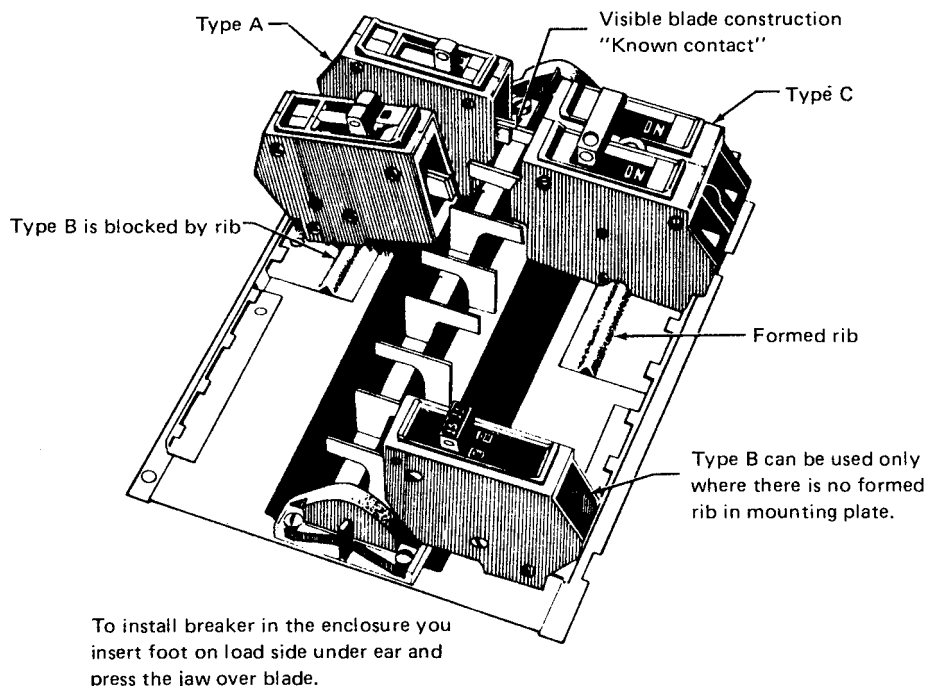 Type A
Visible blade construction
"Known contact"
Type C
ON
ON
Type B is blocked by rib
Formed rib
Type B can be used only
where there is no formed
rib in mounting plate.
To install breaker in the enclosure you
insert foot on load side under ear and
press the jaw over blade.